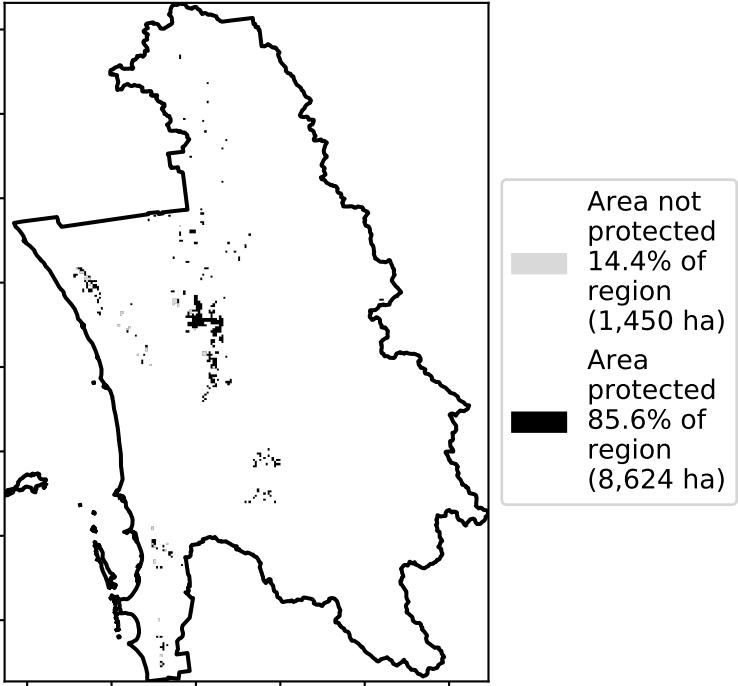 Area not
protected
14.4% of
region
(1,450 ha)
Area
protected
85.6% of
region
(8,624 ha)